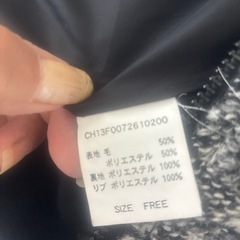 CH13F0072610200
表地 毛 50%
ポリエステル 50%
裏地 ポリエステル 100%
リブ ポリエステル 100%
SIZE FREE